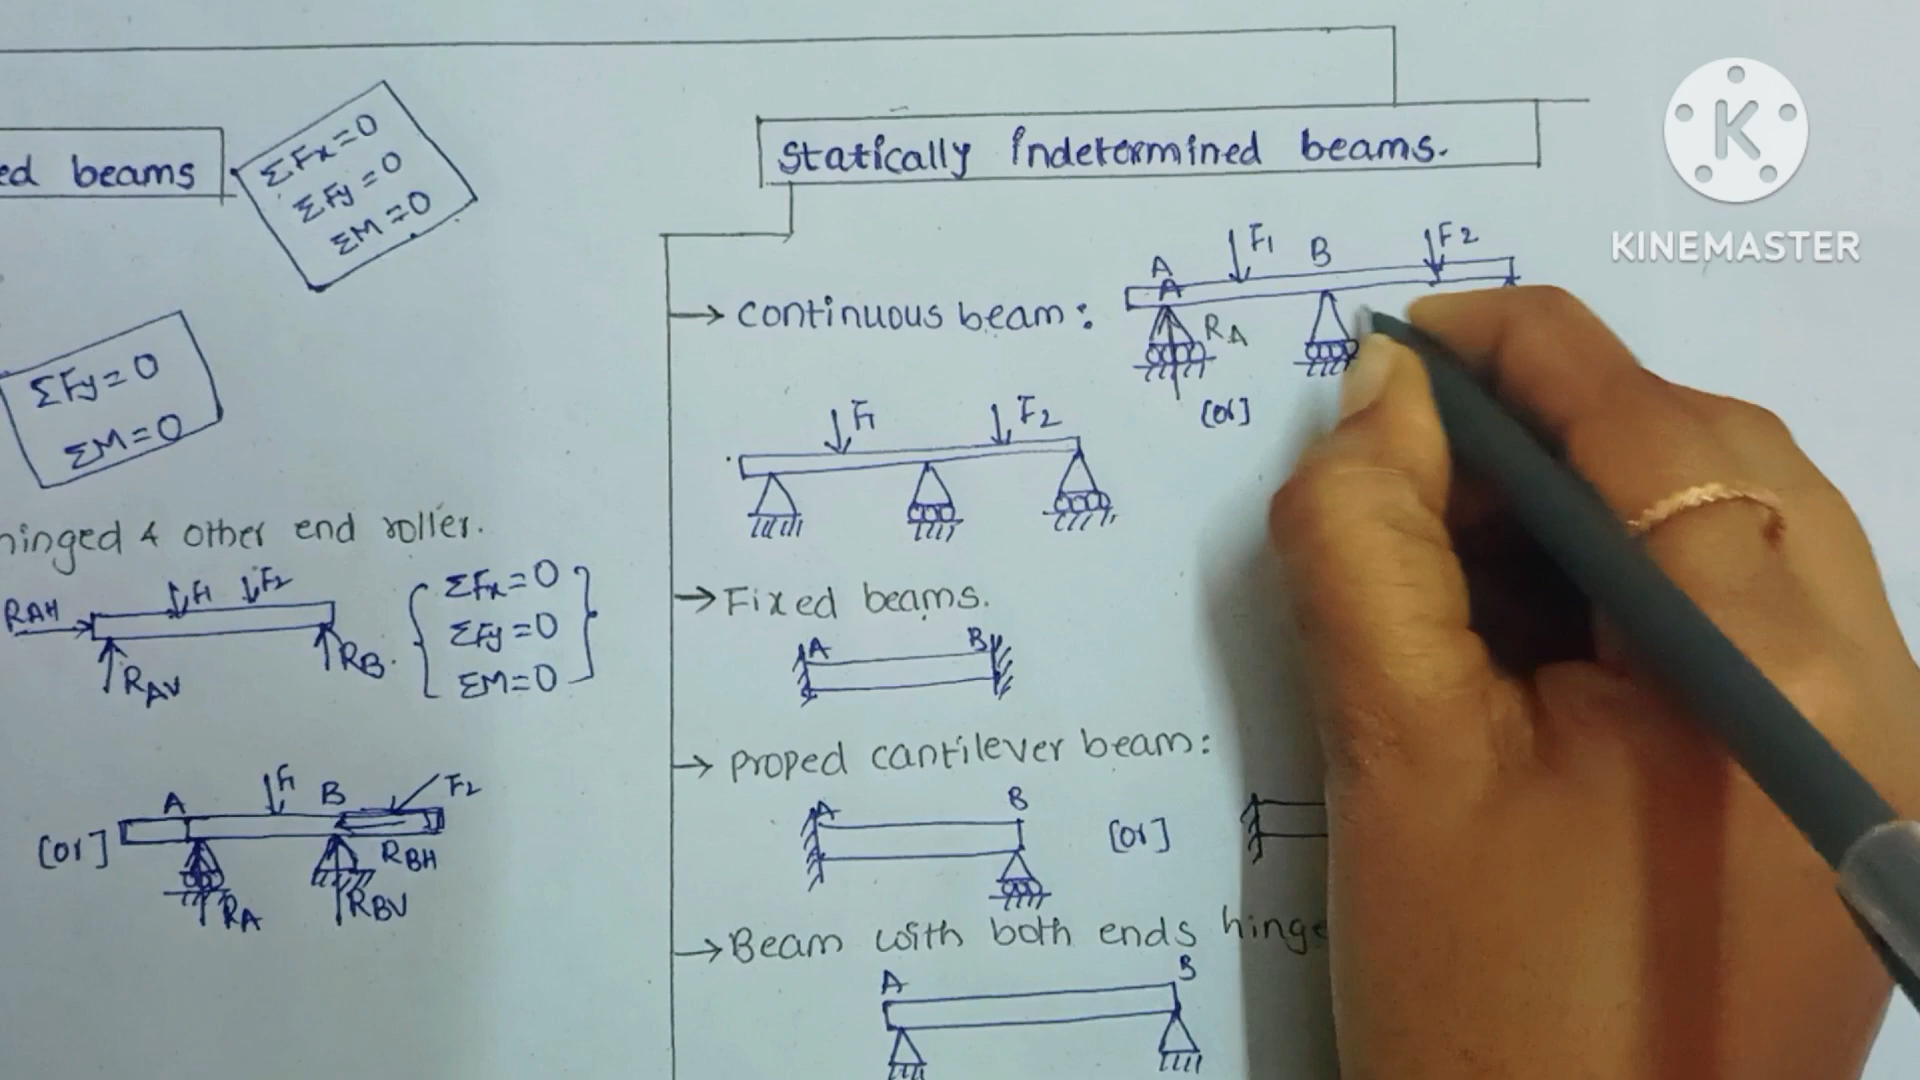 ed beams
ΣFx=0
ΣFy=0
ΣM=0
ΣFy=0
ΣM=0
hinged & other end roller.
RAH
F1
F2
RAV
RB.
ΣFx=0
ΣFy=0
ΣM=0
[or]
A
F1
B
F2
RA
RBV
RBH
Statically indetermined beams.
→ continuous beam:
A
F1
B
F2
A
RA
[or]
F1
F2
→ Fixed beams.
A
B
→ proped cantilever beam:
A
B
[or]
→ Beam with both ends hinge
A
B
KINEMASTER